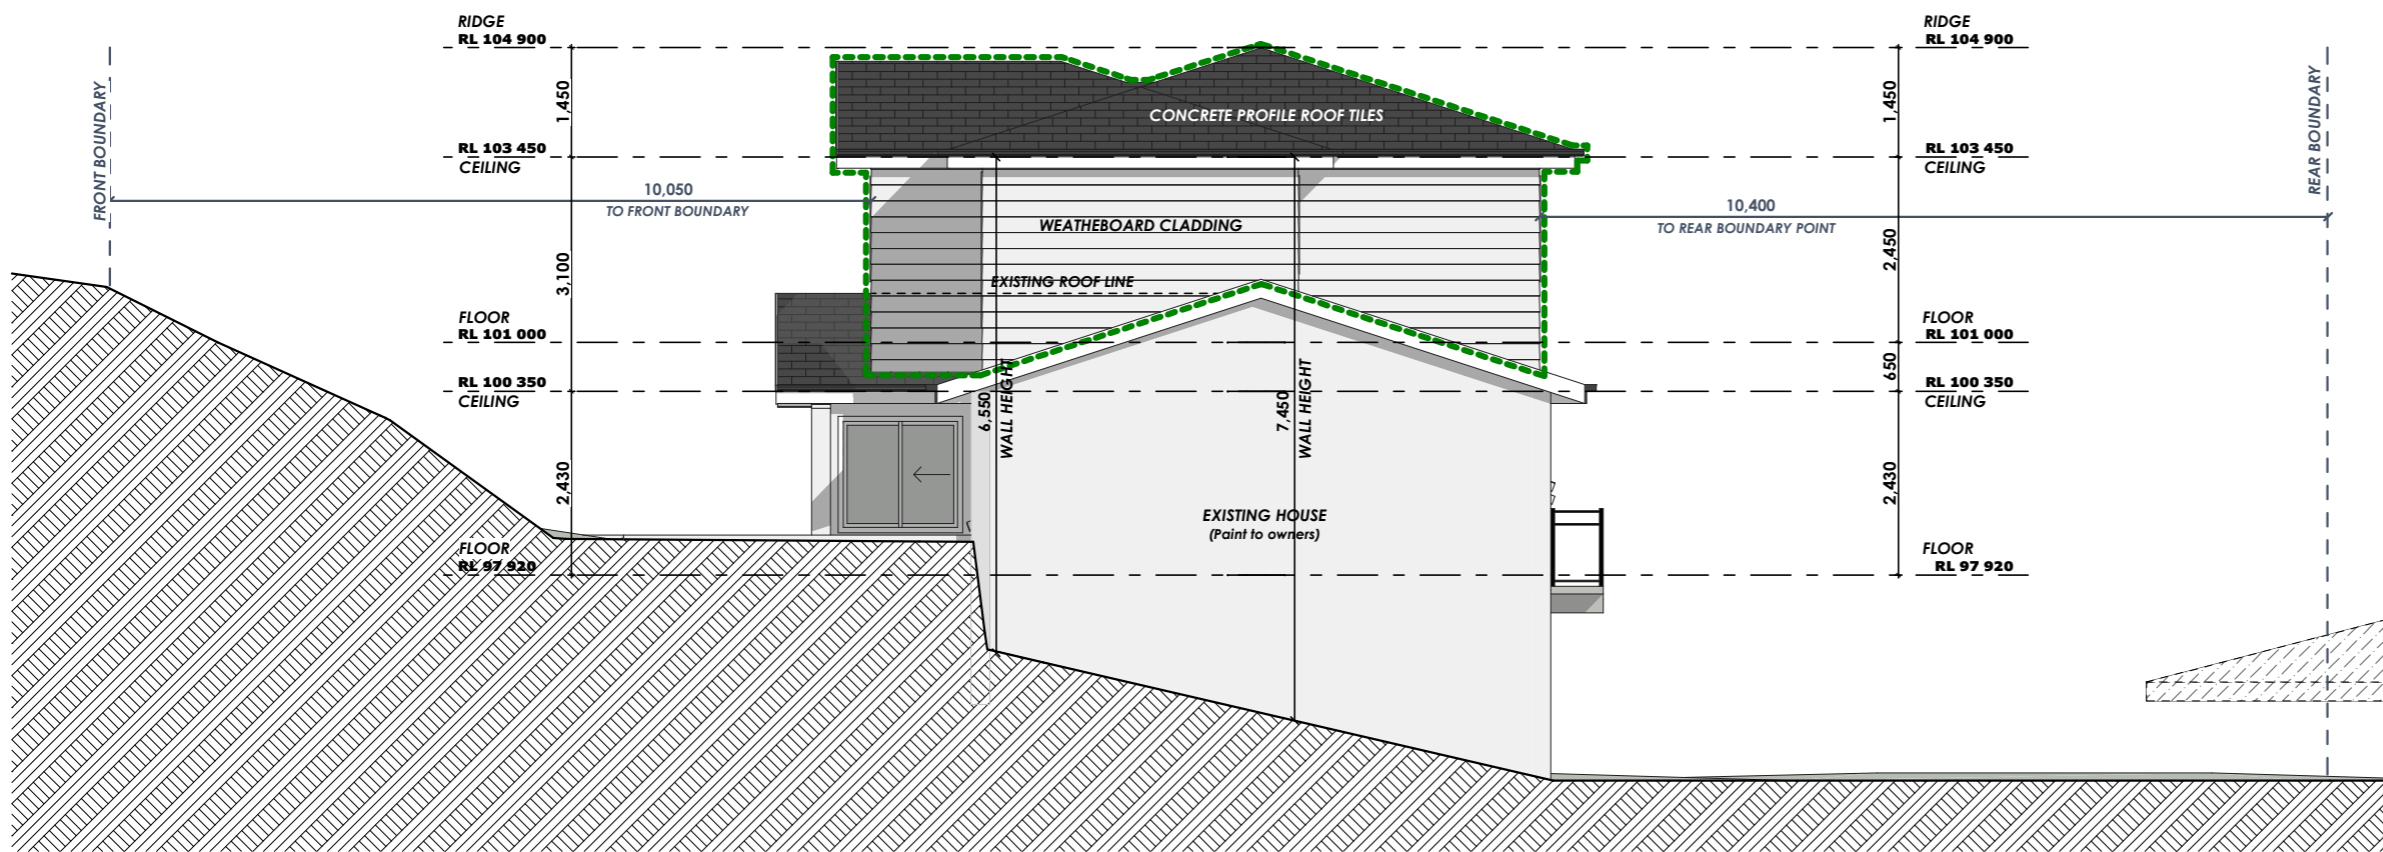 RIDGE
RL 104 900
RIDGE
RL 104 900
FRONT BOUNDARY
1,450
CONCRETE PROFILE ROOF TILES
1,450
REAR BOUNDARY
RL 103 450
CEILING
RL 103 450
CEILING
10,050
TO FRONT BOUNDARY
WEATHEBOARD CLADDING
10,400
TO REAR BOUNDARY POINT
3,100
2,450
EXISTING ROOF LINE
FLOOR
RL 101 000
FLOOR
RL 101 000
650
RL 100 350
CEILING
RL 100 350
CEILING
6,550
WALL HEIGHT
7,450
WALL HEIGHT
2,430
2,430
EXISTING HOUSE
(Paint to owners)
FLOOR
RL 97 920
FLOOR
RL 97 920